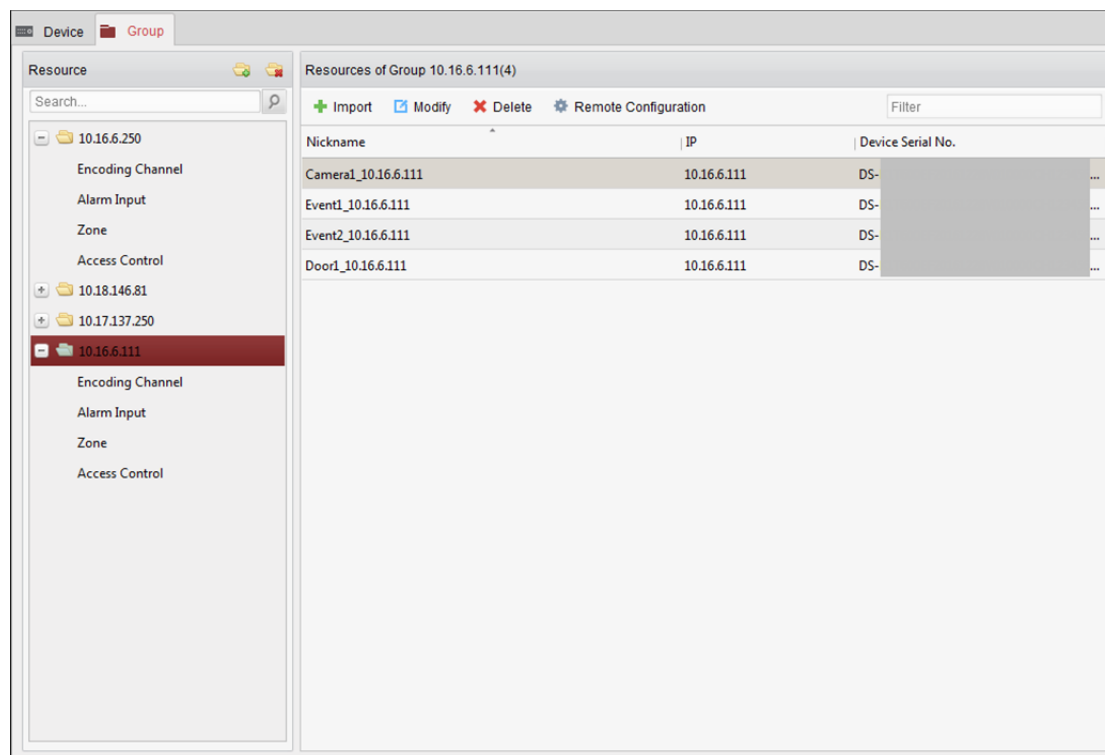 Device Group
Resource
Search...
10.16.6.250
Encoding Channel
Alarm Input
Zone
Access Control
10.18.146.81
10.17.137.250
10.16.6.111
Encoding Channel
Alarm Input
Zone
Access Control
Resources of Group 10.16.6.111(4)
Import Modify Delete Remote Configuration Filter
Nickname IP Device Serial No.
Camera1_10.16.6.111 10.16.6.111 DS- ...
Event1_10.16.6.111 10.16.6.111 DS- ...
Event2_10.16.6.111 10.16.6.111 DS- ...
Door1_10.16.6.111 10.16.6.111 DS- ...